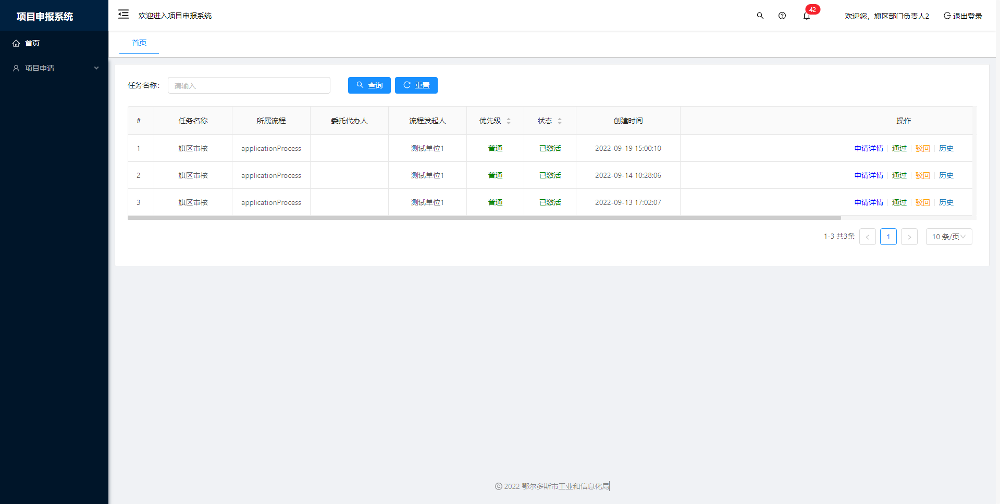 项目申报系统
欢迎进入项目申报系统
42
欢迎您，旗区部门负责人2
退出登录
首页
项目申请
首页
任务名称：
请输入
查询
重置
# 任务名称 所属流程 委托代办人 流程发起人 优先级 状态 创建时间 操作
1 旗区审核 applicationProcess 测试单位1 普通 已激活 2022-09-19 15:00:10 申请详情 通过 驳回 历史
2 旗区审核 applicationProcess 测试单位1 普通 已激活 2022-09-14 10:28:06 申请详情 通过 驳回 历史
3 旗区审核 applicationProcess 测试单位1 普通 已激活 2022-09-13 17:02:07 申请详情 通过 驳回 历史
1-3 共3条 < 1 > 10 条/页
© 2022 鄂尔多斯市工业和信息化局